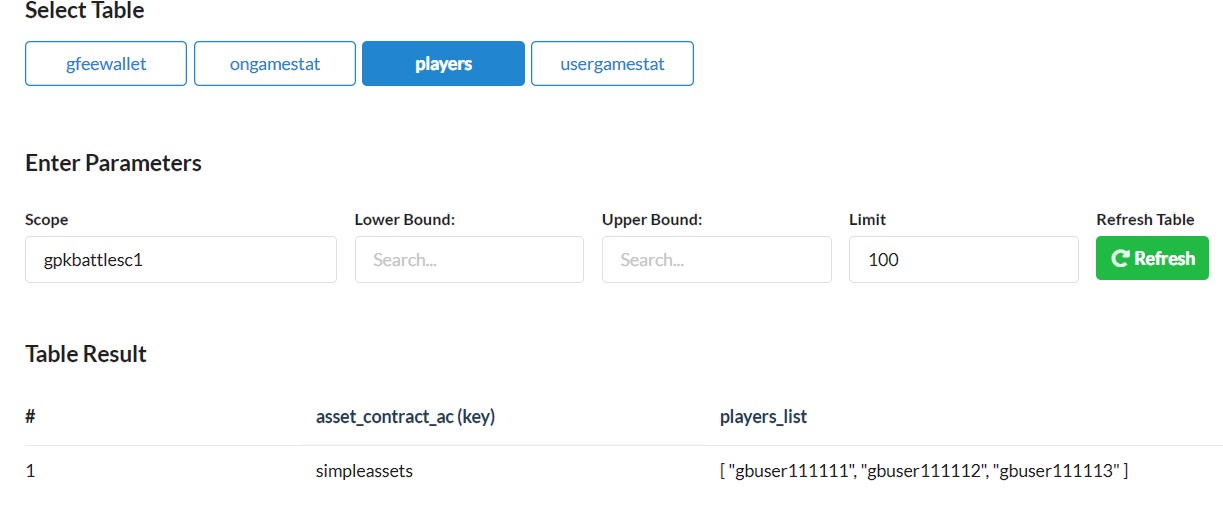 Select Table
gfeewallet ongamestat players usergamestat
Enter Parameters
Scope Lower Bound: Upper Bound: Limit Refresh Table
gpkbattlesc1 Search... Search... 100 Refresh
Table Result
# asset_contract_ac (key) players_list
1 simpleassets [ "gbuser111111", "gbuser111112", "gbuser111113" ]